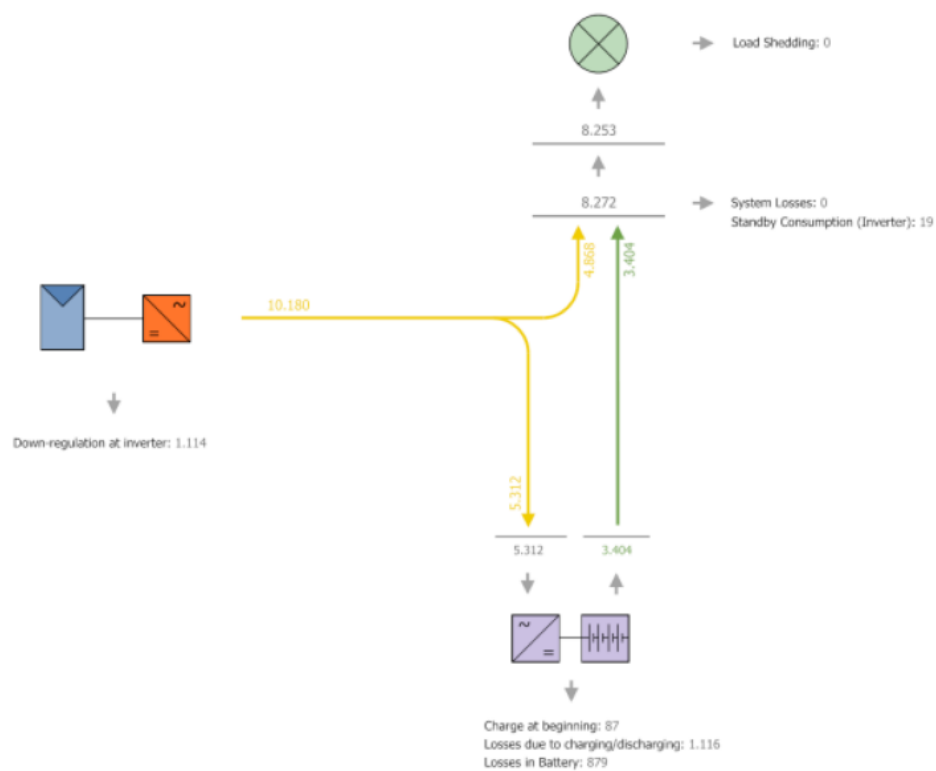 Load Shedding: 0
8.253
8.272
System Losses: 0
Standby Consumption (Inverter): 19
4.868
3.404
10.180
~
=
Down-regulation at inverter: 1.114
5.312
5.312
3.404
~
=
Charge at beginning: 87
Losses due to charging/discharging: 1.116
Losses in Battery: 879